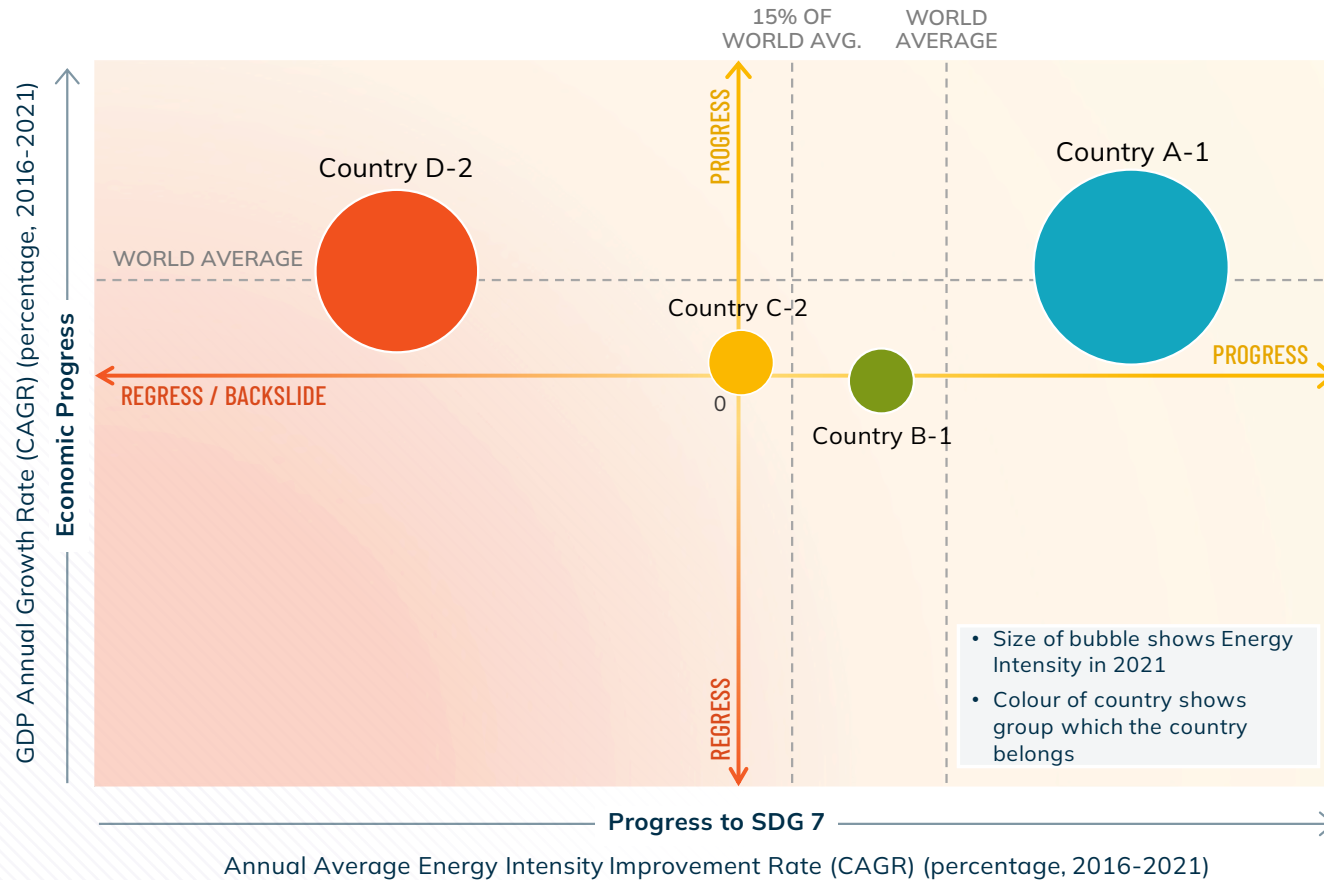 15% OF
WORLD AVG.
WORLD
AVERAGE
GDP Annual Growth Rate (CAGR) (percentage, 2016-2021)
Economic Progress
PROGRESS
Country D-2
Country A-1
WORLD AVERAGE
Country C-2
PROGRESS
REGRESS / BACKSLIDE
0
Country B-1
REGRESS
• Size of bubble shows Energy
Intensity in 2021
• Colour of country shows
group which the country
belongs
Progress to SDG 7
Annual Average Energy Intensity Improvement Rate (CAGR) (percentage, 2016-2021)